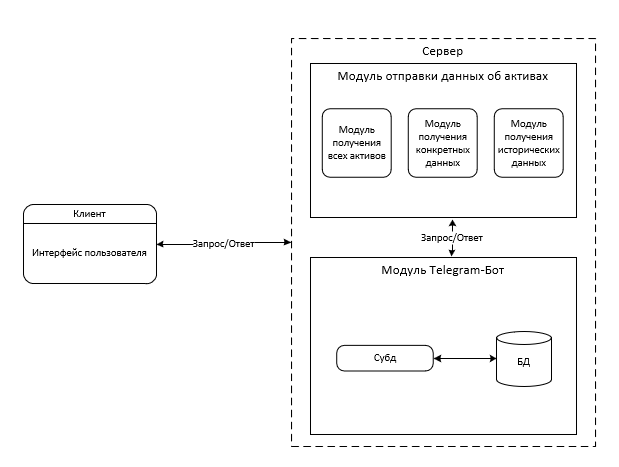 Сервер
Модуль отправки данных об активах
Модуль
получения
всех активов
Модуль
получения
конкретных
данных
Модуль
получения
исторических
данных
Клиент
Интерфейс пользователя
Запрос/Ответ
Запрос/Ответ
Модуль Telegram-Бот
Субд
БД